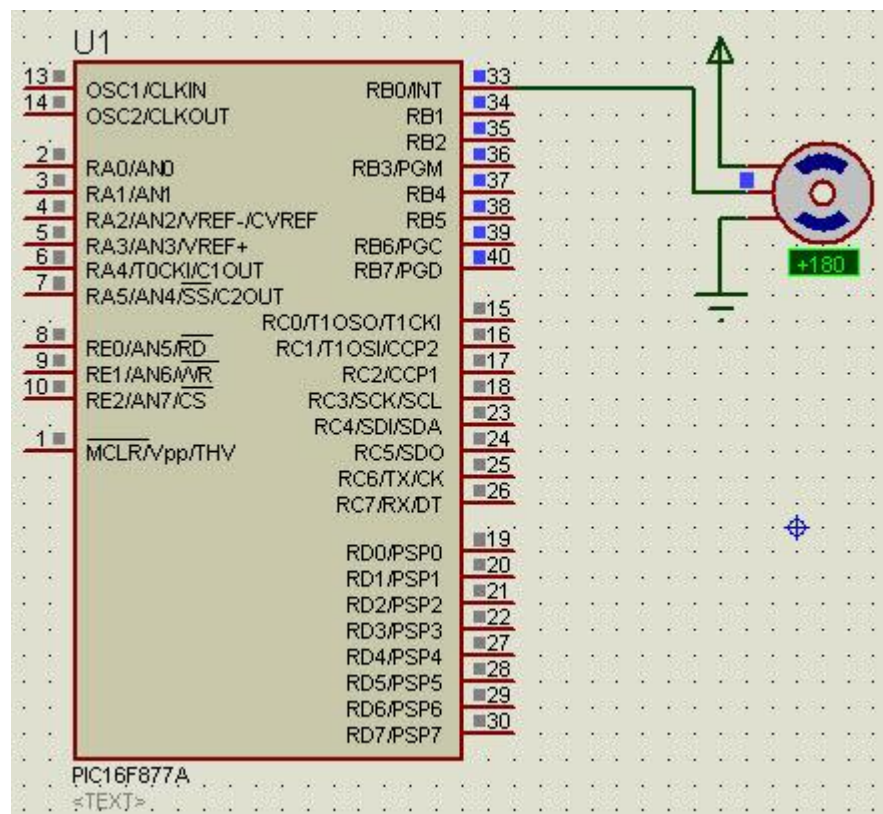 U1
13 OSC1/CLKIN RB0/INT 33
14 OSC2/CLKOUT RB1 34
RB2 35
2 RA0/AN0 RB3/PGM 36
3 RA1/AN1 RB4 37
4 RA2/AN2/VREF-/CVREF RB5 38
5 RA3/AN3/VREF+ RB6/PGC 39
6 RA4/T0CKI/C1OUT RB7/PGD 40
7 RA5/AN4/SS/C2OUT
RC0/T1OSO/T1CKI 15
8 RE0/AN5/RD RC1/T1OSI/CCP2 16
9 RE1/AN6/WR RC2/CCP1 17
10 RE2/AN7/CS RC3/SCK/SCL 18
RC4/SDI/SDA 23
1 MCLR/Vpp/THV RC5/SDO 24
RC6/TX/CK 25
RC7/RX/DT 26
RD0/PSP0 19
RD1/PSP1 20
RD2/PSP2 21
RD3/PSP3 22
RD4/PSP4 27
RD5/PSP5 28
RD6/PSP6 29
RD7/PSP7 30
PIC16F877A
<TEXT>
+180